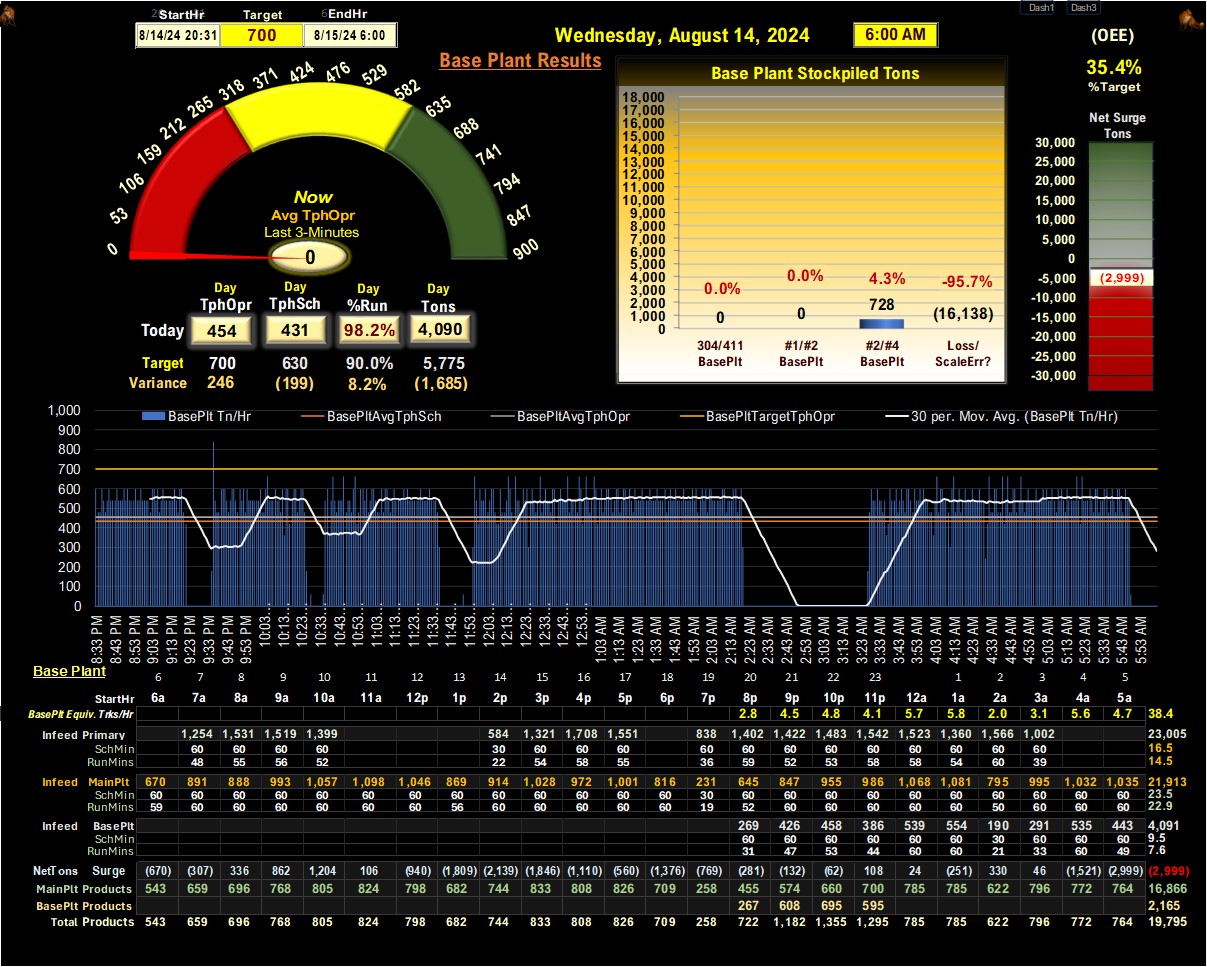 StartHr Target EndHr
8/14/24 20:31 700 8/15/24 6:00
Wednesday, August 14, 2024
6:00 AM
Dash1 Dash3
(OEE)
35.4%
%Target
Base Plant Results
0 53 106 159 212 265 318 371 424 476 529 582 635 688 741 794 847 900
Now
Avg TphOpr
Last 3-Minutes
0
Day Day Day Day
TphOpr TphSch %Run Tons
Today 454 431 98.2% 4,090
Target 700 630 90.0% 5,775
Variance 246 (199) 8.2% (1,685)
Base Plant Stockpiled Tons
18,000
17,000
16,000
15,000
14,000
13,000
12,000
11,000
10,000
9,000
8,000
7,000
6,000
5,000
4,000
3,000
2,000
1,000
0
0.0% 0.0% 4.3% -95.7%
0 0 728 (16,138)
304/411 #1/#2 #2/#4 Loss/
BasePlt BasePlt BasePlt ScaleErr?
Net Surge
Tons
30,000
25,000
20,000
15,000
10,000
5,000
0
-5,000
-10,000
-15,000
-20,000
-25,000
-30,000
(2,999)
BasePlt Tn/Hr BasePltAvgTphSch BasePltAvgTphOpr BasePltTargetTphOpr 30 per. Mov. Avg. (BasePlt Tn/Hr)
1,000
900
800
700
600
500
400
300
200
100
0
8:33 PM 8:43 PM 8:53 PM 9:03 PM 9:13 PM 9:23 PM 9:33 PM 9:43 PM 9:53 PM 10:03... 10:13... 10:23... 10:33... 10:43... 10:53... 11:03... 11:13... 11:23... 11:33... 11:43... 11:53... 12:03... 12:13... 12:23... 12:33... 12:43... 12:53... 1:03 AM 1:13 AM 1:23 AM 1:33 AM 1:43 AM 1:53 AM 2:03 AM 2:13 AM 2:23 AM 2:33 AM 2:43 AM 2:53 AM 3:03 AM 3:13 AM 3:23 AM 3:33 AM 3:43 AM 3:53 AM 4:03 AM 4:13 AM 4:23 AM 4:33 AM 4:43 AM 4:53 AM 5:03 AM 5:13 AM 5:23 AM 5:33 AM 5:43 AM 5:53 AM
Base Plant
6 7 8 9 10 11 12 13 14 15 16 17 18 19 20 21 22 23 1 2 3 4 5
StartHr 6a 7a 8a 9a 10a 11a 12p 1p 2p 3p 4p 5p 6p 7p 8p 9p 10p 11p 12a 1a 2a 3a 4a 5a
BasePlt Equiv. Trks/Hr 2.8 4.5 4.8 4.1 5.7 5.8 2.0 3.1 5.6 4.7 38.4
Infeed Primary 1,254 1,531 1,519 1,399 584 1,321 1,708 1,551 838 1,402 1,422 1,483 1,542 1,523 1,360 1,566 1,002 23,005
SchMin 60 60 60 60 30 60 60 60 60 60 60 60 60 60 60 60 60 16.5
RunMins 48 55 56 52 22 54 58 55 36 59 52 53 58 58 54 60 39 14.5
Infeed MainPlt 670 891 888 993 1,057 1,098 1,046 869 914 1,028 972 1,001 816 231 645 847 955 986 1,068 1,081 795 995 1,032 1,035 21,913
SchMin 60 60 60 60 60 60 60 60 60 60 60 60 60 30 60 60 60 60 60 60 60 60 60 60 23.5
RunMins 59 60 60 60 60 60 60 56 60 60 60 60 60 19 52 60 60 60 60 60 50 60 60 60 22.9
Infeed BasePlt 269 426 458 386 539 554 190 291 535 443 4,091
SchMin 60 60 60 60 60 60 30 60 60 60 9.5
RunMins 31 47 53 44 60 60 21 33 60 49 7.6
NetTons Surge (670) (307) 336 862 1,204 106 (940) (1,809) (2,139) (1,846) (1,110) (560) (1,376) (769) (281) (132) (62) 108 24 (251) 330 46 (1,521) (2,999) (2,999)
MainPlt Products 543 659 696 768 805 824 798 682 744 833 808 826 709 258 455 574 660 700 785 785 622 796 772 764 16,866
BasePlt Products 267 608 695 595 2,165
Total Products 543 659 696 768 805 824 798 682 744 833 808 826 709 258 722 1,182 1,355 1,295 785 785 622 796 772 764 19,795